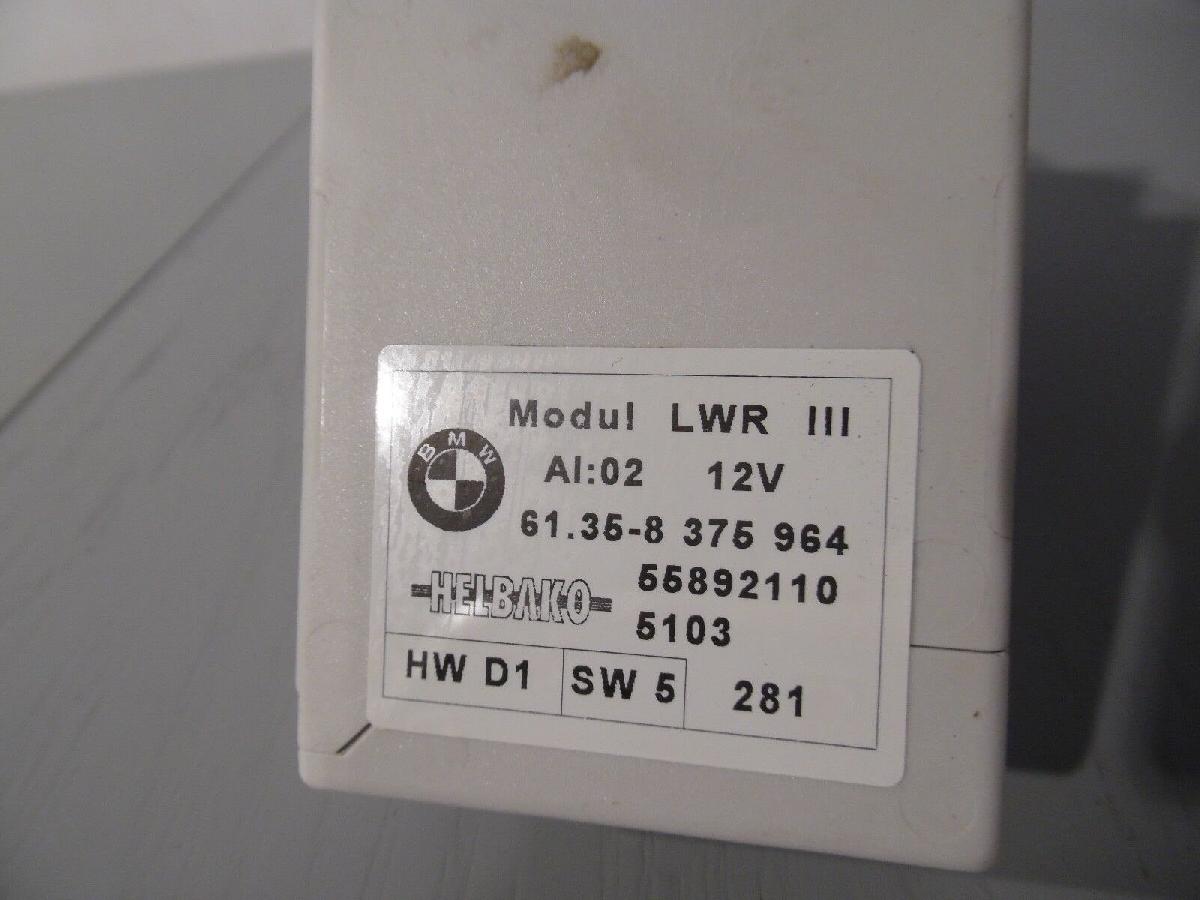 Modul LWR III
BMW
AI:02 12V
61.35-8 375 964
HELBAKO
55892110
5103
HW D1 SW 5 281